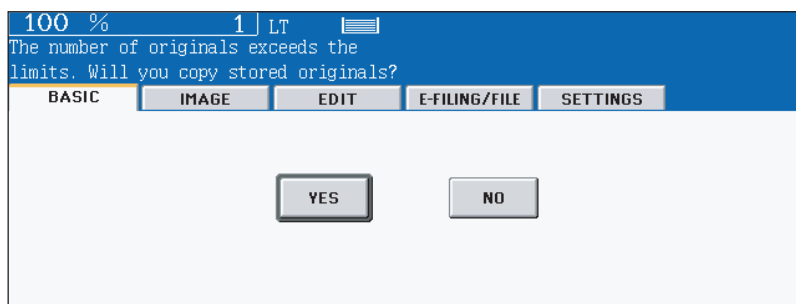 100 % 1 LT
The number of originals exceeds the
limits. Will you copy stored originals?
BASIC IMAGE EDIT E-FILING/FILE SETTINGS
YES NO